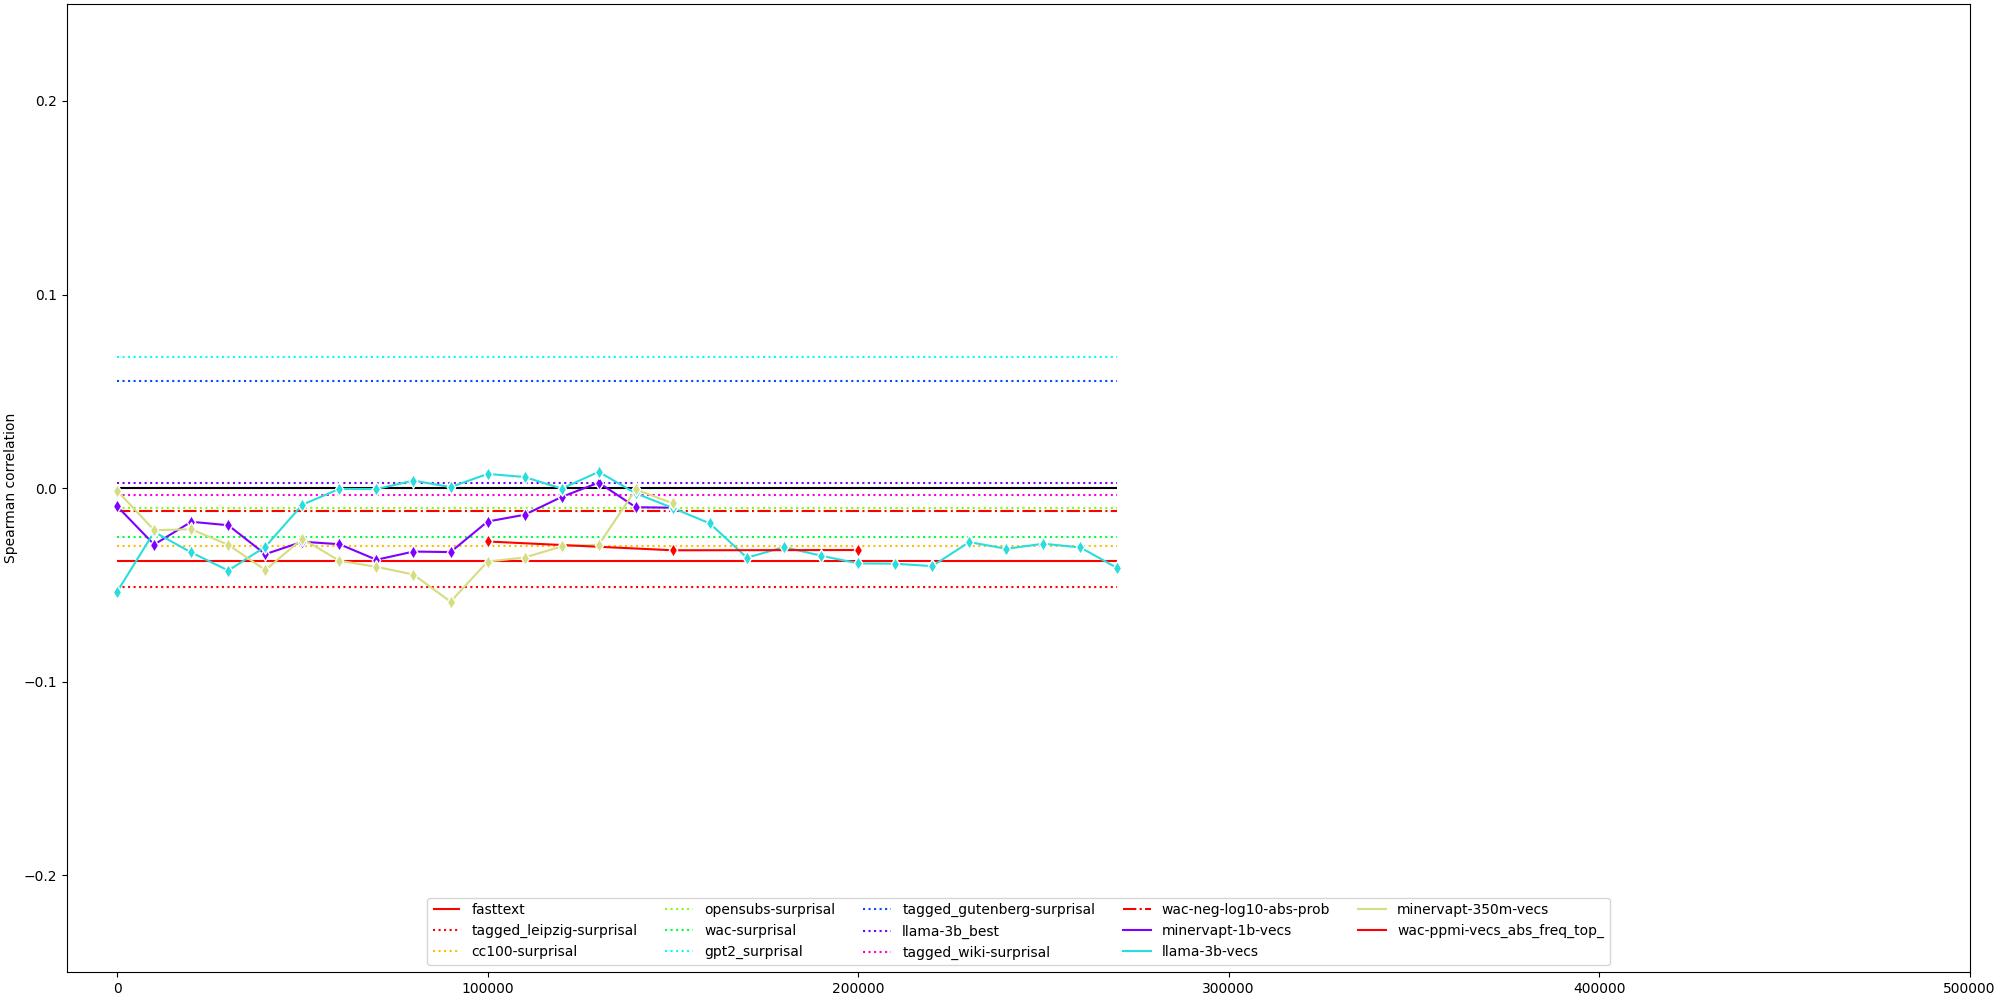 0.2
0.1
0.0
−0.1
−0.2
Spearman correlation
fasttext
tagged_leipzig-surprisal
cc100-surprisal
opensubs-surprisal
wac-surprisal
gpt2_surprisal
tagged_gutenberg-surprisal
llama-3b_best
tagged_wiki-surprisal
wac-neg-log10-abs-prob
minervapt-1b-vecs
llama-3b-vecs
minervapt-350m-vecs
wac-ppmi-vecs_abs_freq_top_
0 100000 200000 300000 400000 500000